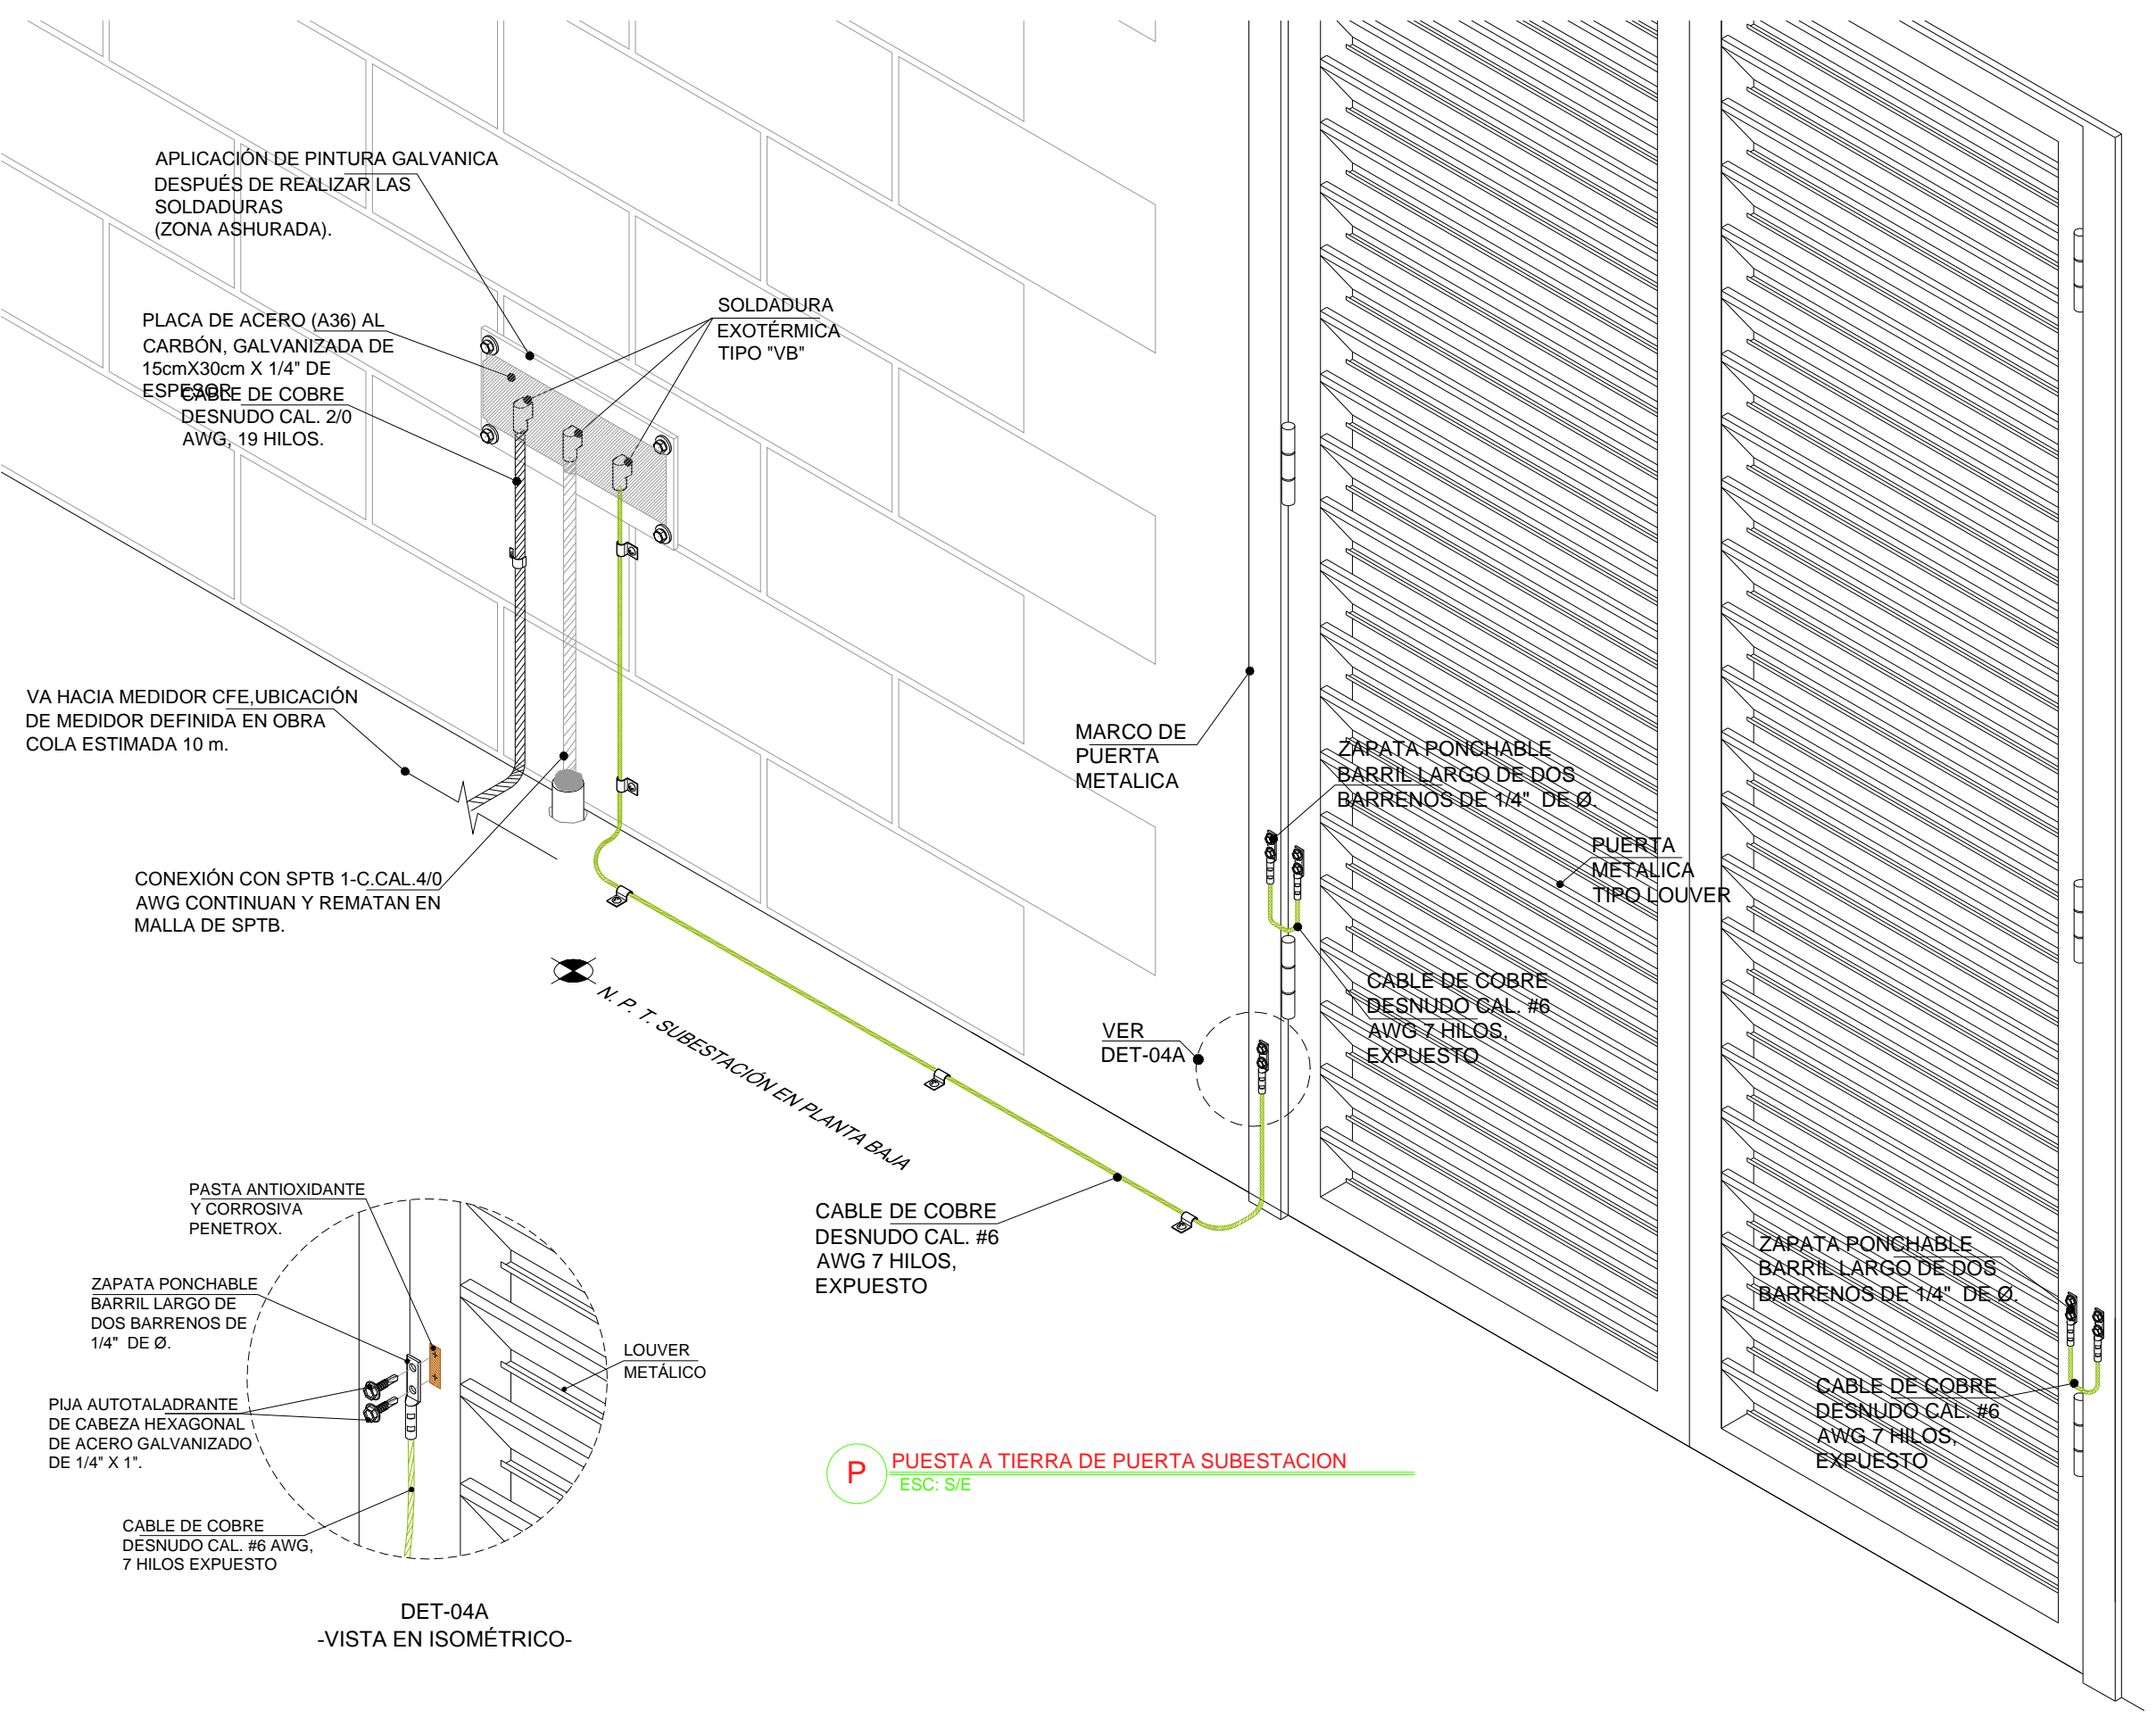 APLICACIÓN DE PINTURA GALVANICA
DESPUÉS DE REALIZAR LAS
SOLDADURAS
(ZONA ASHURADA).
PLACA DE ACERO (A36) AL
CARBÓN, GALVANIZADA DE
15cmX30cm X 1/4" DE
ESPESOR
CABLE DE COBRE
DESNUDO CAL. 2/0
AWG, 19 HILOS.
SOLDADURA
EXOTÉRMICA
TIPO "VB"
VA HACIA MEDIDOR CFE,UBICACIÓN
DE MEDIDOR DEFINIDA EN OBRA
COLA ESTIMADA 10 m.
CONEXIÓN CON SPTB 1-C.CAL.4/0
AWG CONTINUAN Y REMATAN EN
MALLA DE SPTB.
N. P. T. SUBESTACIÓN EN PLANTA BAJA
MARCO DE
PUERTA
METALICA
ZAPATA PONCHABLE
BARRIL LARGO DE DOS
BARRENOS DE 1/4" DE Ø.
PUERTA
METALICA
TIPO LOUVER
CABLE DE COBRE
DESNUDO CAL. #6
AWG 7 HILOS,
EXPUESTO
VER
DET-04A
CABLE DE COBRE
DESNUDO CAL. #6
AWG 7 HILOS,
EXPUESTO
ZAPATA PONCHABLE
BARRIL LARGO DE DOS
BARRENOS DE 1/4" DE Ø.
CABLE DE COBRE
DESNUDO CAL. #6
AWG 7 HILOS,
EXPUESTO
PASTA ANTIOXIDANTE
Y CORROSIVA
PENETROX.
ZAPATA PONCHABLE
BARRIL LARGO DE
DOS BARRENOS DE
1/4" DE Ø.
LOUVER
METÁLICO
PIJA AUTOTALADRANTE
DE CABEZA HEXAGONAL
DE ACERO GALVANIZADO
DE 1/4" X 1".
CABLE DE COBRE
DESNUDO CAL. #6 AWG,
7 HILOS EXPUESTO
DET-04A
-VISTA EN ISOMÉTRICO-
P PUESTA A TIERRA DE PUERTA SUBESTACION
ESC: S/E